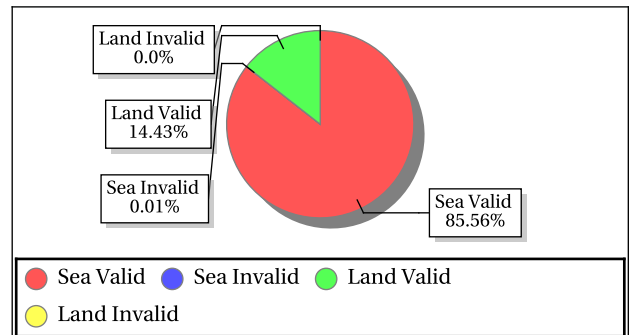 Land Invalid
0.0%
Land Valid
14.43%
Sea Invalid
0.01%
Sea Valid
85.56%
Sea Valid
Sea Invalid
Land Valid
Land Invalid